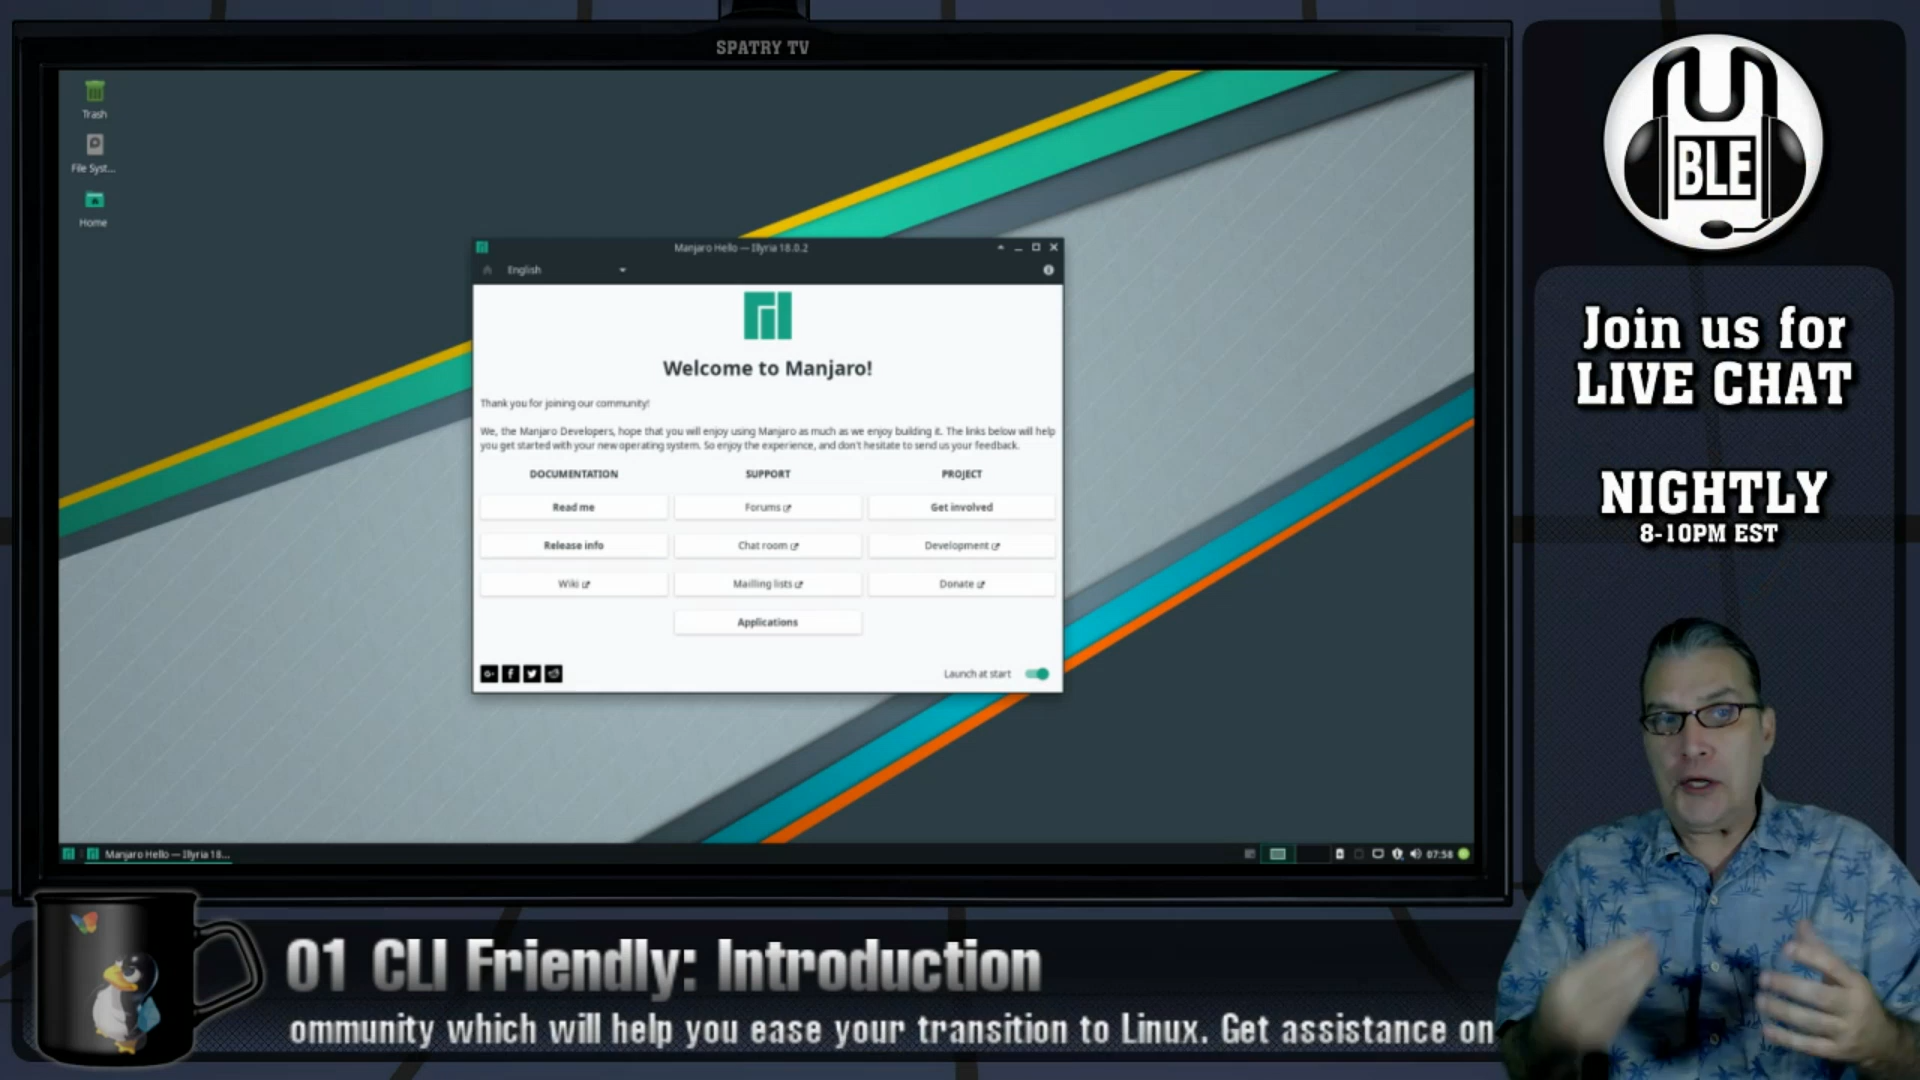 SPATRY TV
Trash
File Syst...
Home
Manjaro Hello — Illyria 18.0.2
English
Welcome to Manjaro!
Thank you for joining our community!
We, the Manjaro Developers, hope that you will enjoy using Manjaro as much as we enjoy building it. The links below will help
you get started with your new operating system. So enjoy the experience, and don't hesitate to send us your feedback.
DOCUMENTATION
SUPPORT
PROJECT
Read me
Forums
Get involved
Release info
Chat room
Development
Wiki
Mailling lists
Donate
Applications
Launch at start
Manjaro Hello — Illyria 18...
07:58
BLE
Join us for
LIVE CHAT
NIGHTLY
8-10PM EST
01 CLI Friendly: Introduction
ommunity which will help you ease your transition to Linux. Get assistance on